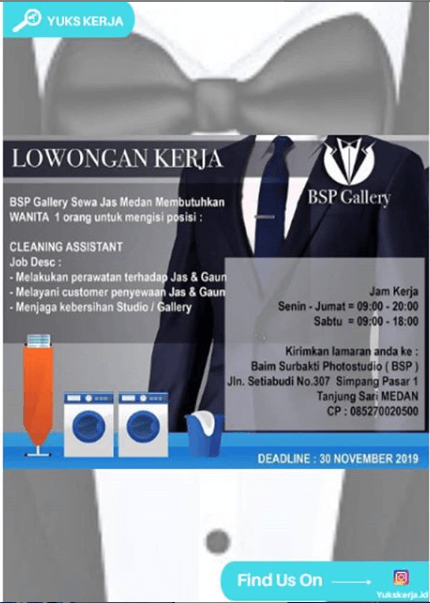 YUKS KERJA
LOWONGAN KERJA
BSP Gallery
BSP Gallery Sewa Jas Medan Membutuhkan
WANITA 1 orang untuk mengisi posisi :
CLEANING ASSISTANT
Job Desc :
- Melakukan perawatan terhadap Jas & Gaun
- Melayani customer penyewaan Jas & Gaun
- Menjaga kebersihan Studio / Gallery
Jam Kerja
Senin - Jumat = 09:00 - 20:00
Sabtu = 09:00 - 18:00
Kirimkan lamaran anda ke :
Baim Surbakti Photostudio ( BSP )
Jln. Setiabudi No.307 Simpang Pasar 1
Tanjung Sari MEDAN
CP : 085270020500
DEADLINE : 30 NOVEMBER 2019
Find Us On
Yukskerja.id